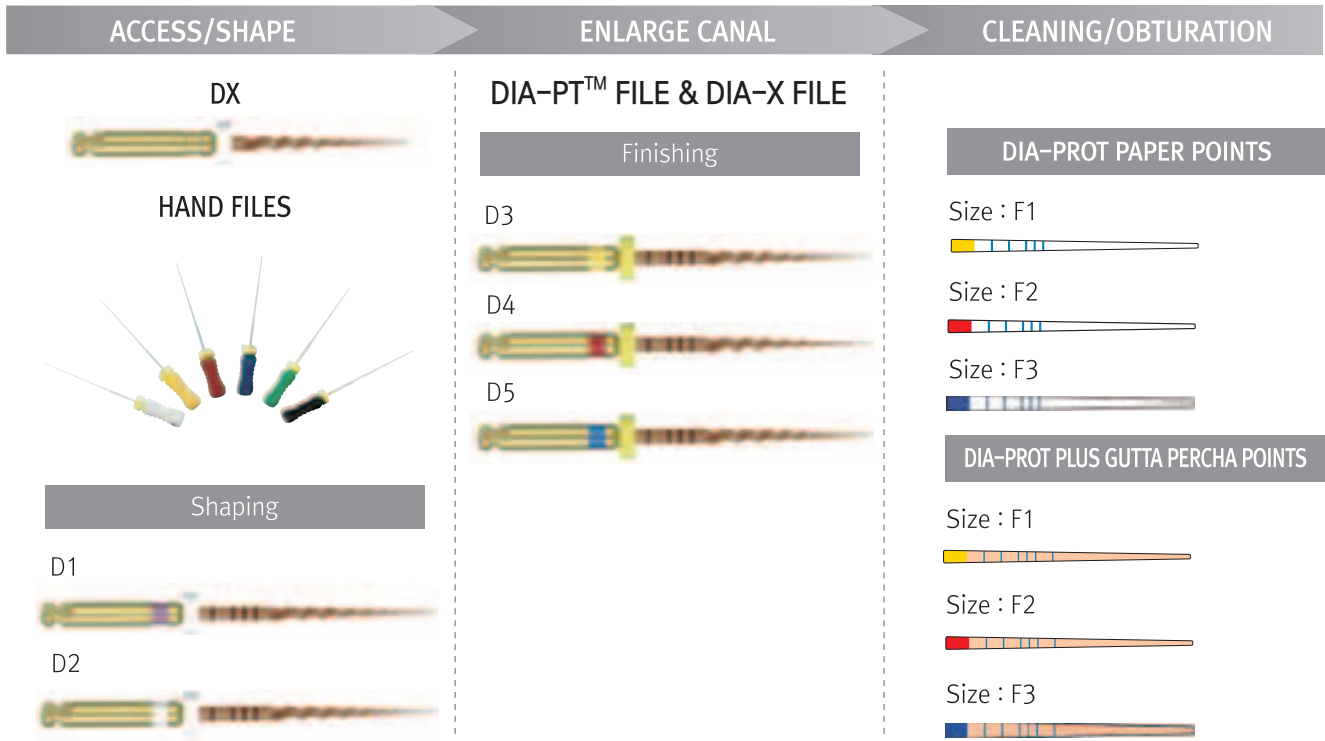 ACCESS/SHAPE
ENLARGE CANAL
CLEANING/OBTURATION
DX
HAND FILES
Shaping
D1
D2
DIA-PT™ FILE & DIA-X FILE
Finishing
D3
D4
D5
DIA-PROT PAPER POINTS
Size : F1
Size : F2
Size : F3
DIA-PROT PLUS GUTTA PERCHA POINTS
Size : F1
Size : F2
Size : F3